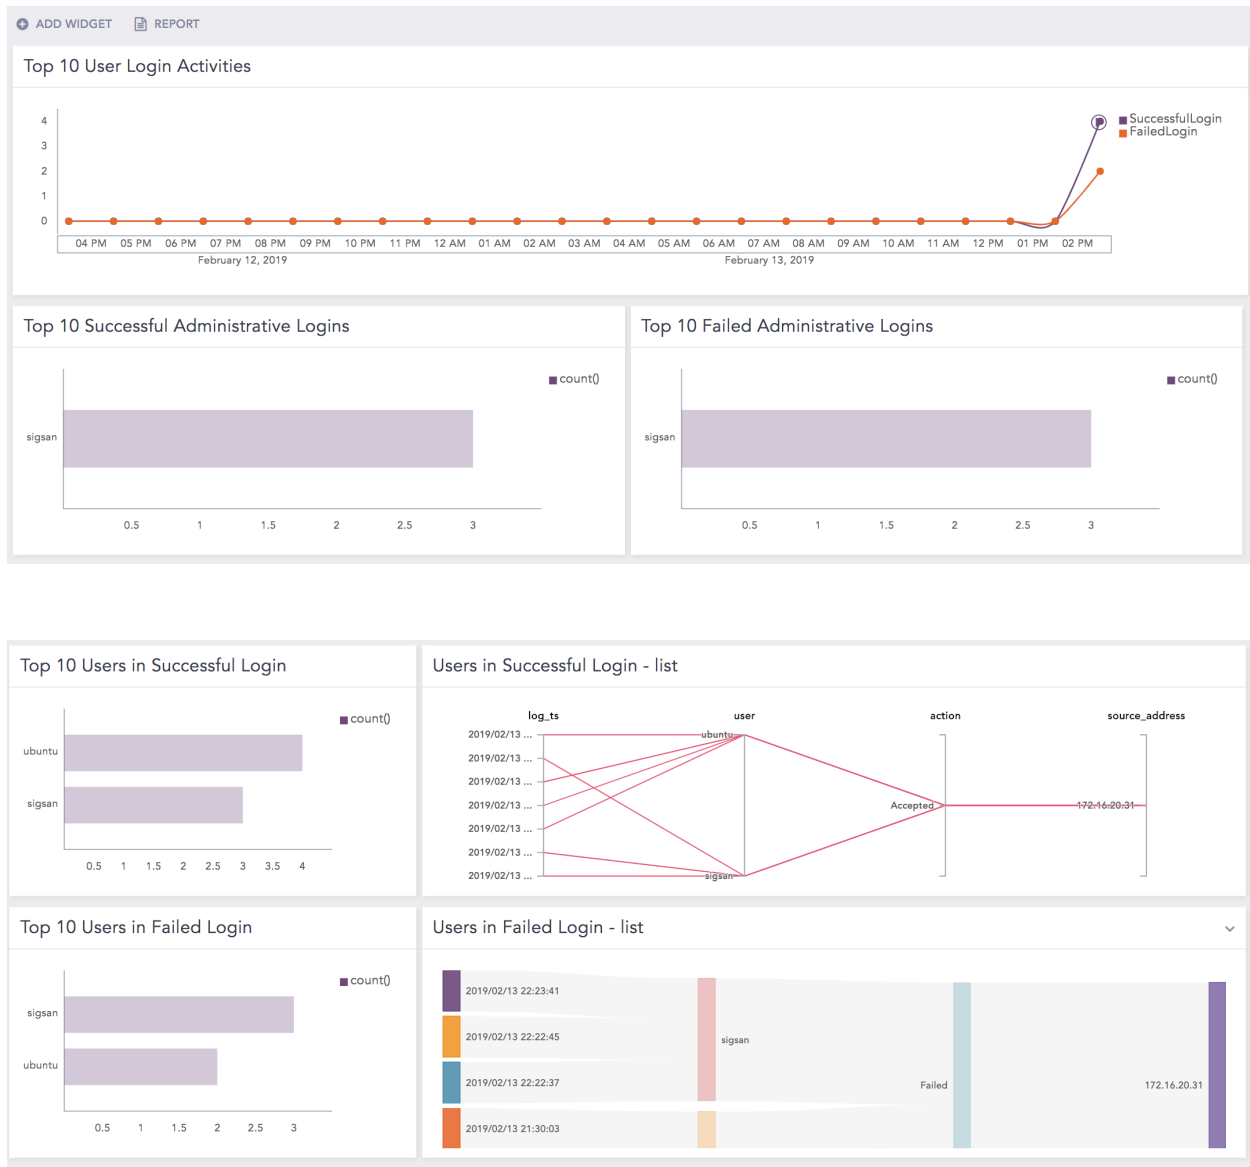 ADD WIDGET REPORT
Top 10 User Login Activities
4
3
2
1
0
SuccessfulLogin
FailedLogin
04 PM 05 PM 06 PM 07 PM 08 PM 09 PM 10 PM 11 PM 12 AM 01 AM 02 AM 03 AM 04 AM 05 AM 06 AM 07 AM 08 AM 09 AM 10 AM 11 AM 12 PM 01 PM 02 PM
February 12, 2019 February 13, 2019
Top 10 Successful Administrative Logins
count()
sigsan
0.5 1 1.5 2 2.5 3
Top 10 Failed Administrative Logins
count()
sigsan
0.5 1 1.5 2 2.5 3
Top 10 Users in Successful Login
count()
ubuntu
sigsan
0.5 1 1.5 2 2.5 3 3.5 4
Users in Successful Login - list
log_ts user action source_address
2019/02/13 ... ubuntu
2019/02/13 ...
2019/02/13 ...
2019/02/13 ... Accepted 172.16.20.31
2019/02/13 ...
2019/02/13 ...
2019/02/13 ... sigsan
Top 10 Users in Failed Login
count()
sigsan
ubuntu
0.5 1 1.5 2 2.5 3
Users in Failed Login - list
2019/02/13 22:23:41
2019/02/13 22:22:45
sigsan
2019/02/13 22:22:37
Failed 172.16.20.31
2019/02/13 21:30:03